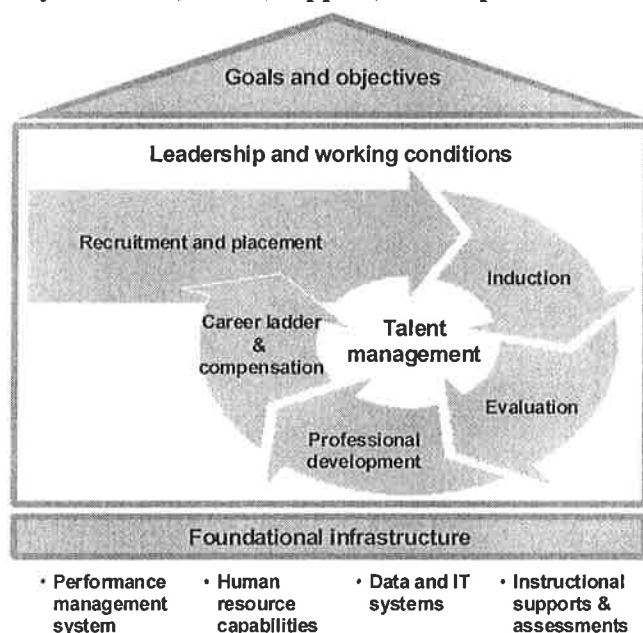 Goals and objectives
Leadership and working conditions
Recruitment and placement
Induction
Career ladder
&
compensation
Talent
management
Evaluation
Professional
development
Foundational infrastructure
• Performance
management
system
• Human
resource
capabilities
• Data and IT
systems
• Instructional
supports &
assessments